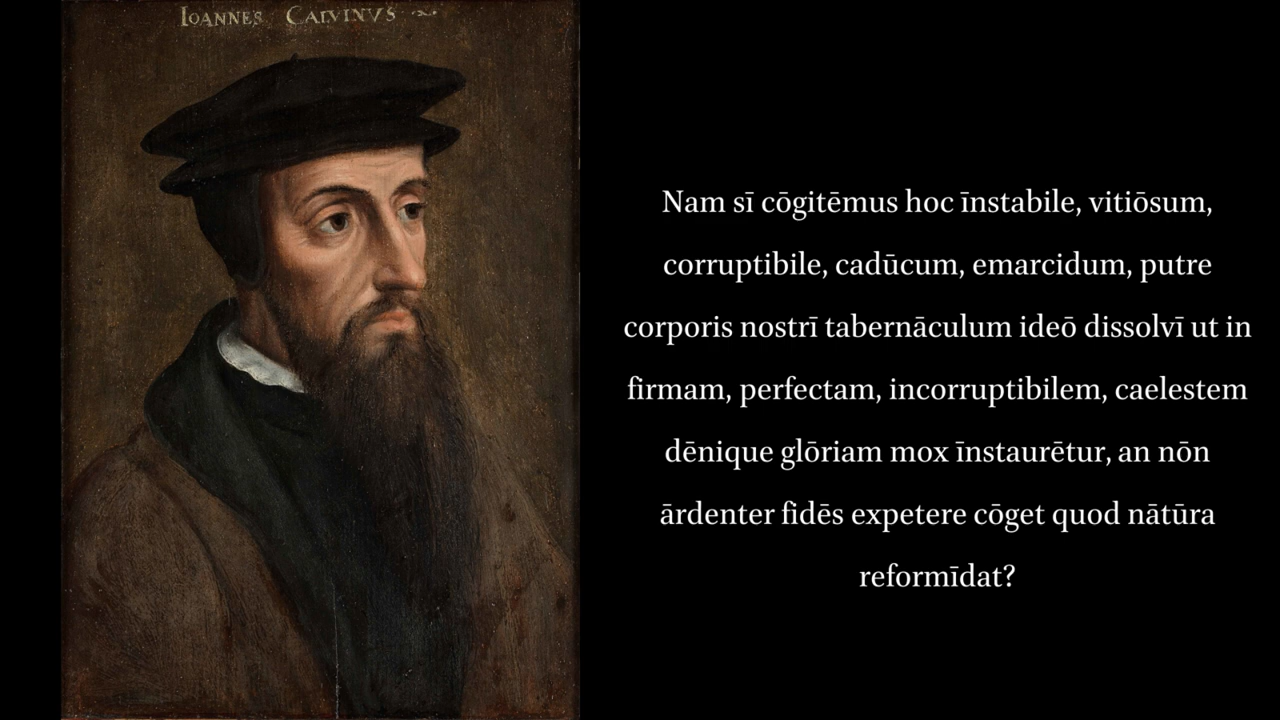 IOANNES CALVINVS
Nam sī cōgitēmus hoc īnstabile, vitiōsum,
corruptibile, cadūcum, emarcidum, putre
corporis nostrī tabernāculum ideō dissolvī ut in
firmam, perfectam, incorruptibilem, caelestem
dēnique glōriam mox īnstaurētur, an nōn
ārdenter fidēs expetere cōget quod nātūra
reformīdat?